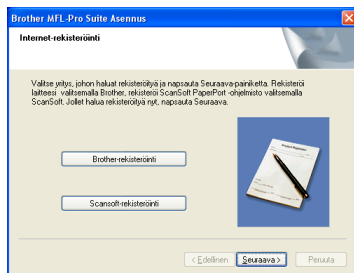 Brother MFL-Pro Suite Asennus
Internet-rekisteröinti
Valitse yritys, johon haluat rekisteröityä ja napsauta Seuraava-painiketta. Rekisteröi
laitteesi valitsemalla Brother, rekisteröi ScanSoft PaperPort -ohjelmisto valitsemalla
ScanSoft. Jollet halua rekisteröityä nyt, napsauta Seuraava.
Brother-rekisteröinti
Scansoft-rekisteröinti
< Edellinen
Seuraava >
Peruuta